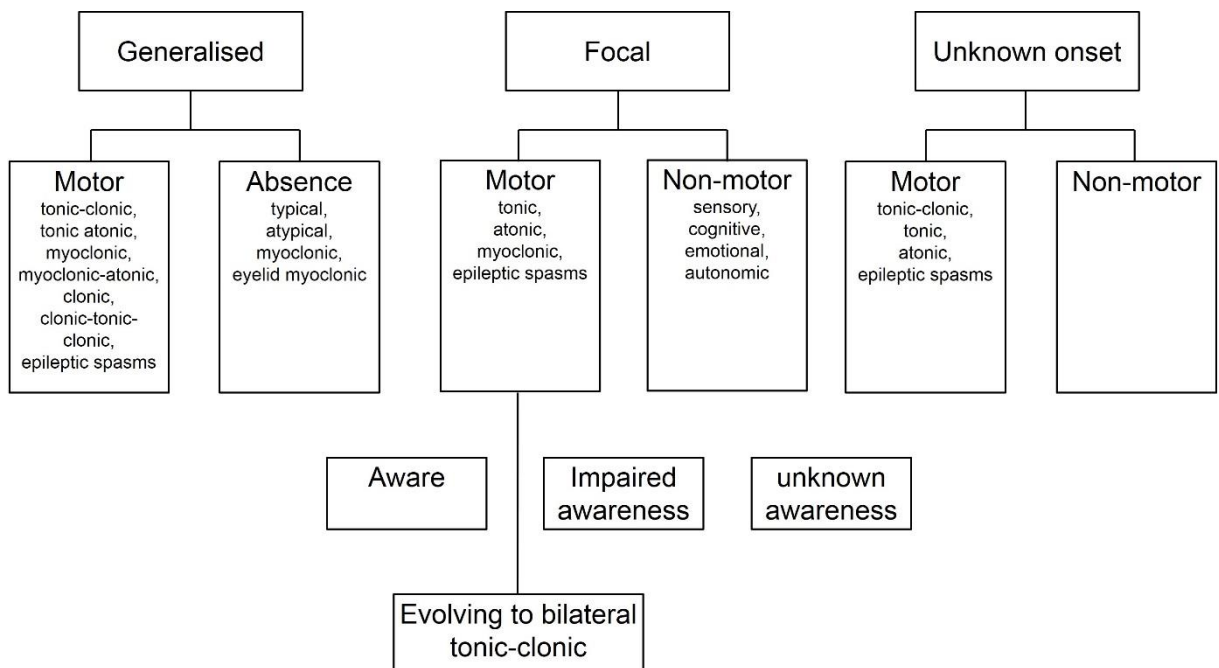 Generalised
Focal
Unknown onset
Motor
tonic-clonic,
tonic atonic,
myoclonic,
myoclonic-atonic,
clonic,
clonic-tonic-
clonic,
epileptic spasms
Absence
typical,
atypical,
myoclonic,
eyelid myoclonic
Motor
tonic,
atonic,
myoclonic,
epileptic spasms
Non-motor
sensory,
cognitive,
emotional,
autonomic
Motor
tonic-clonic,
tonic,
atonic,
epileptic spasms
Non-motor
Aware
Impaired
awareness
unknown
awareness
Evolving to bilateral
tonic-clonic